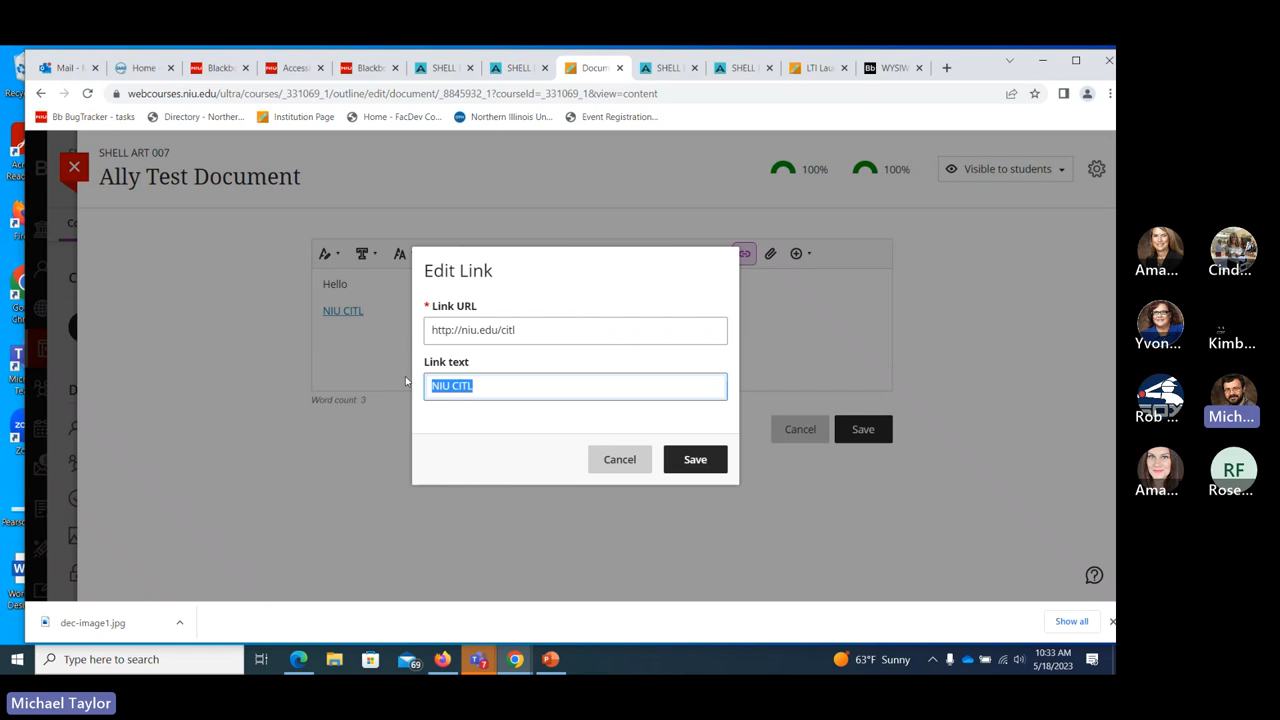 Mail -
Home -
Blackb
Access
Blackb
SHELL
SHELL
Docum
SHELL
SHELL
LTI Lau
WYSIW
webcourses.niu.edu/ultra/courses/_331069_1/outline/edit/document/_8845932_1?courseId=_331069_1&view=content
Bb BugTracker - tasks
Directory - Norther...
Institution Page
Home - FacDev Co...
Northern Illinois Un...
Event Registration...
SHELL ART 007
Ally Test Document
100%
100%
Visible to students
Hello
NIU CITL
Word count 3
Cancel
Save
Edit Link
* Link URL
http://niu.edu/citl
Link text
NIU CITL
Cancel
Save
dec-image1.jpg
Show all
Type here to search
69
7
63°F Sunny
10:33 AM
5/18/2023
Ama...
Cind...
Yvon...
Kimb...
Rob ...
Mich...
Ama...
RF
Rose...
Michael Taylor